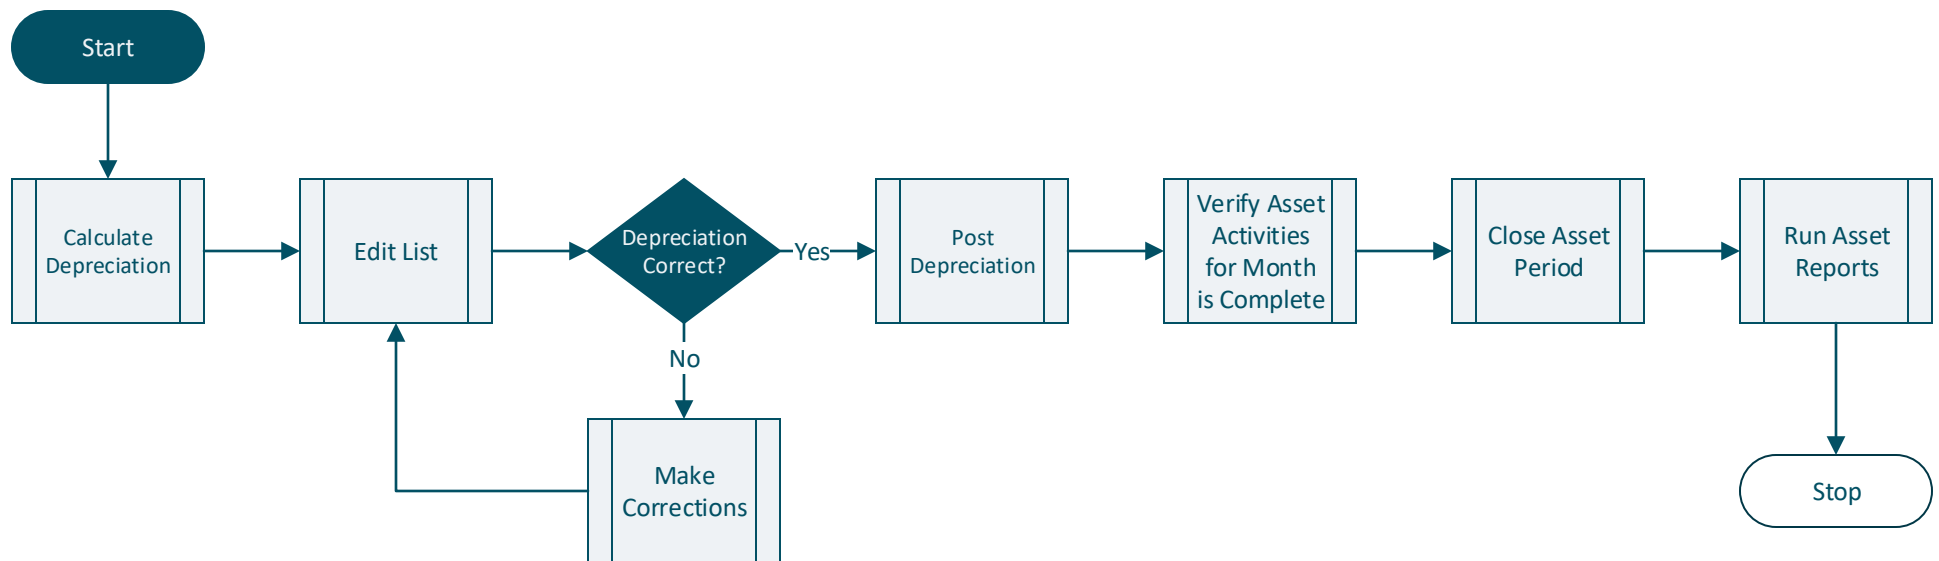 Start
Calculate
Depreciation
Edit List
Depreciation
Correct?
Yes
No
Make
Corrections
Post
Depreciation
Verify Asset
Activities
for Month
is Complete
Close Asset
Period
Run Asset
Reports
Stop